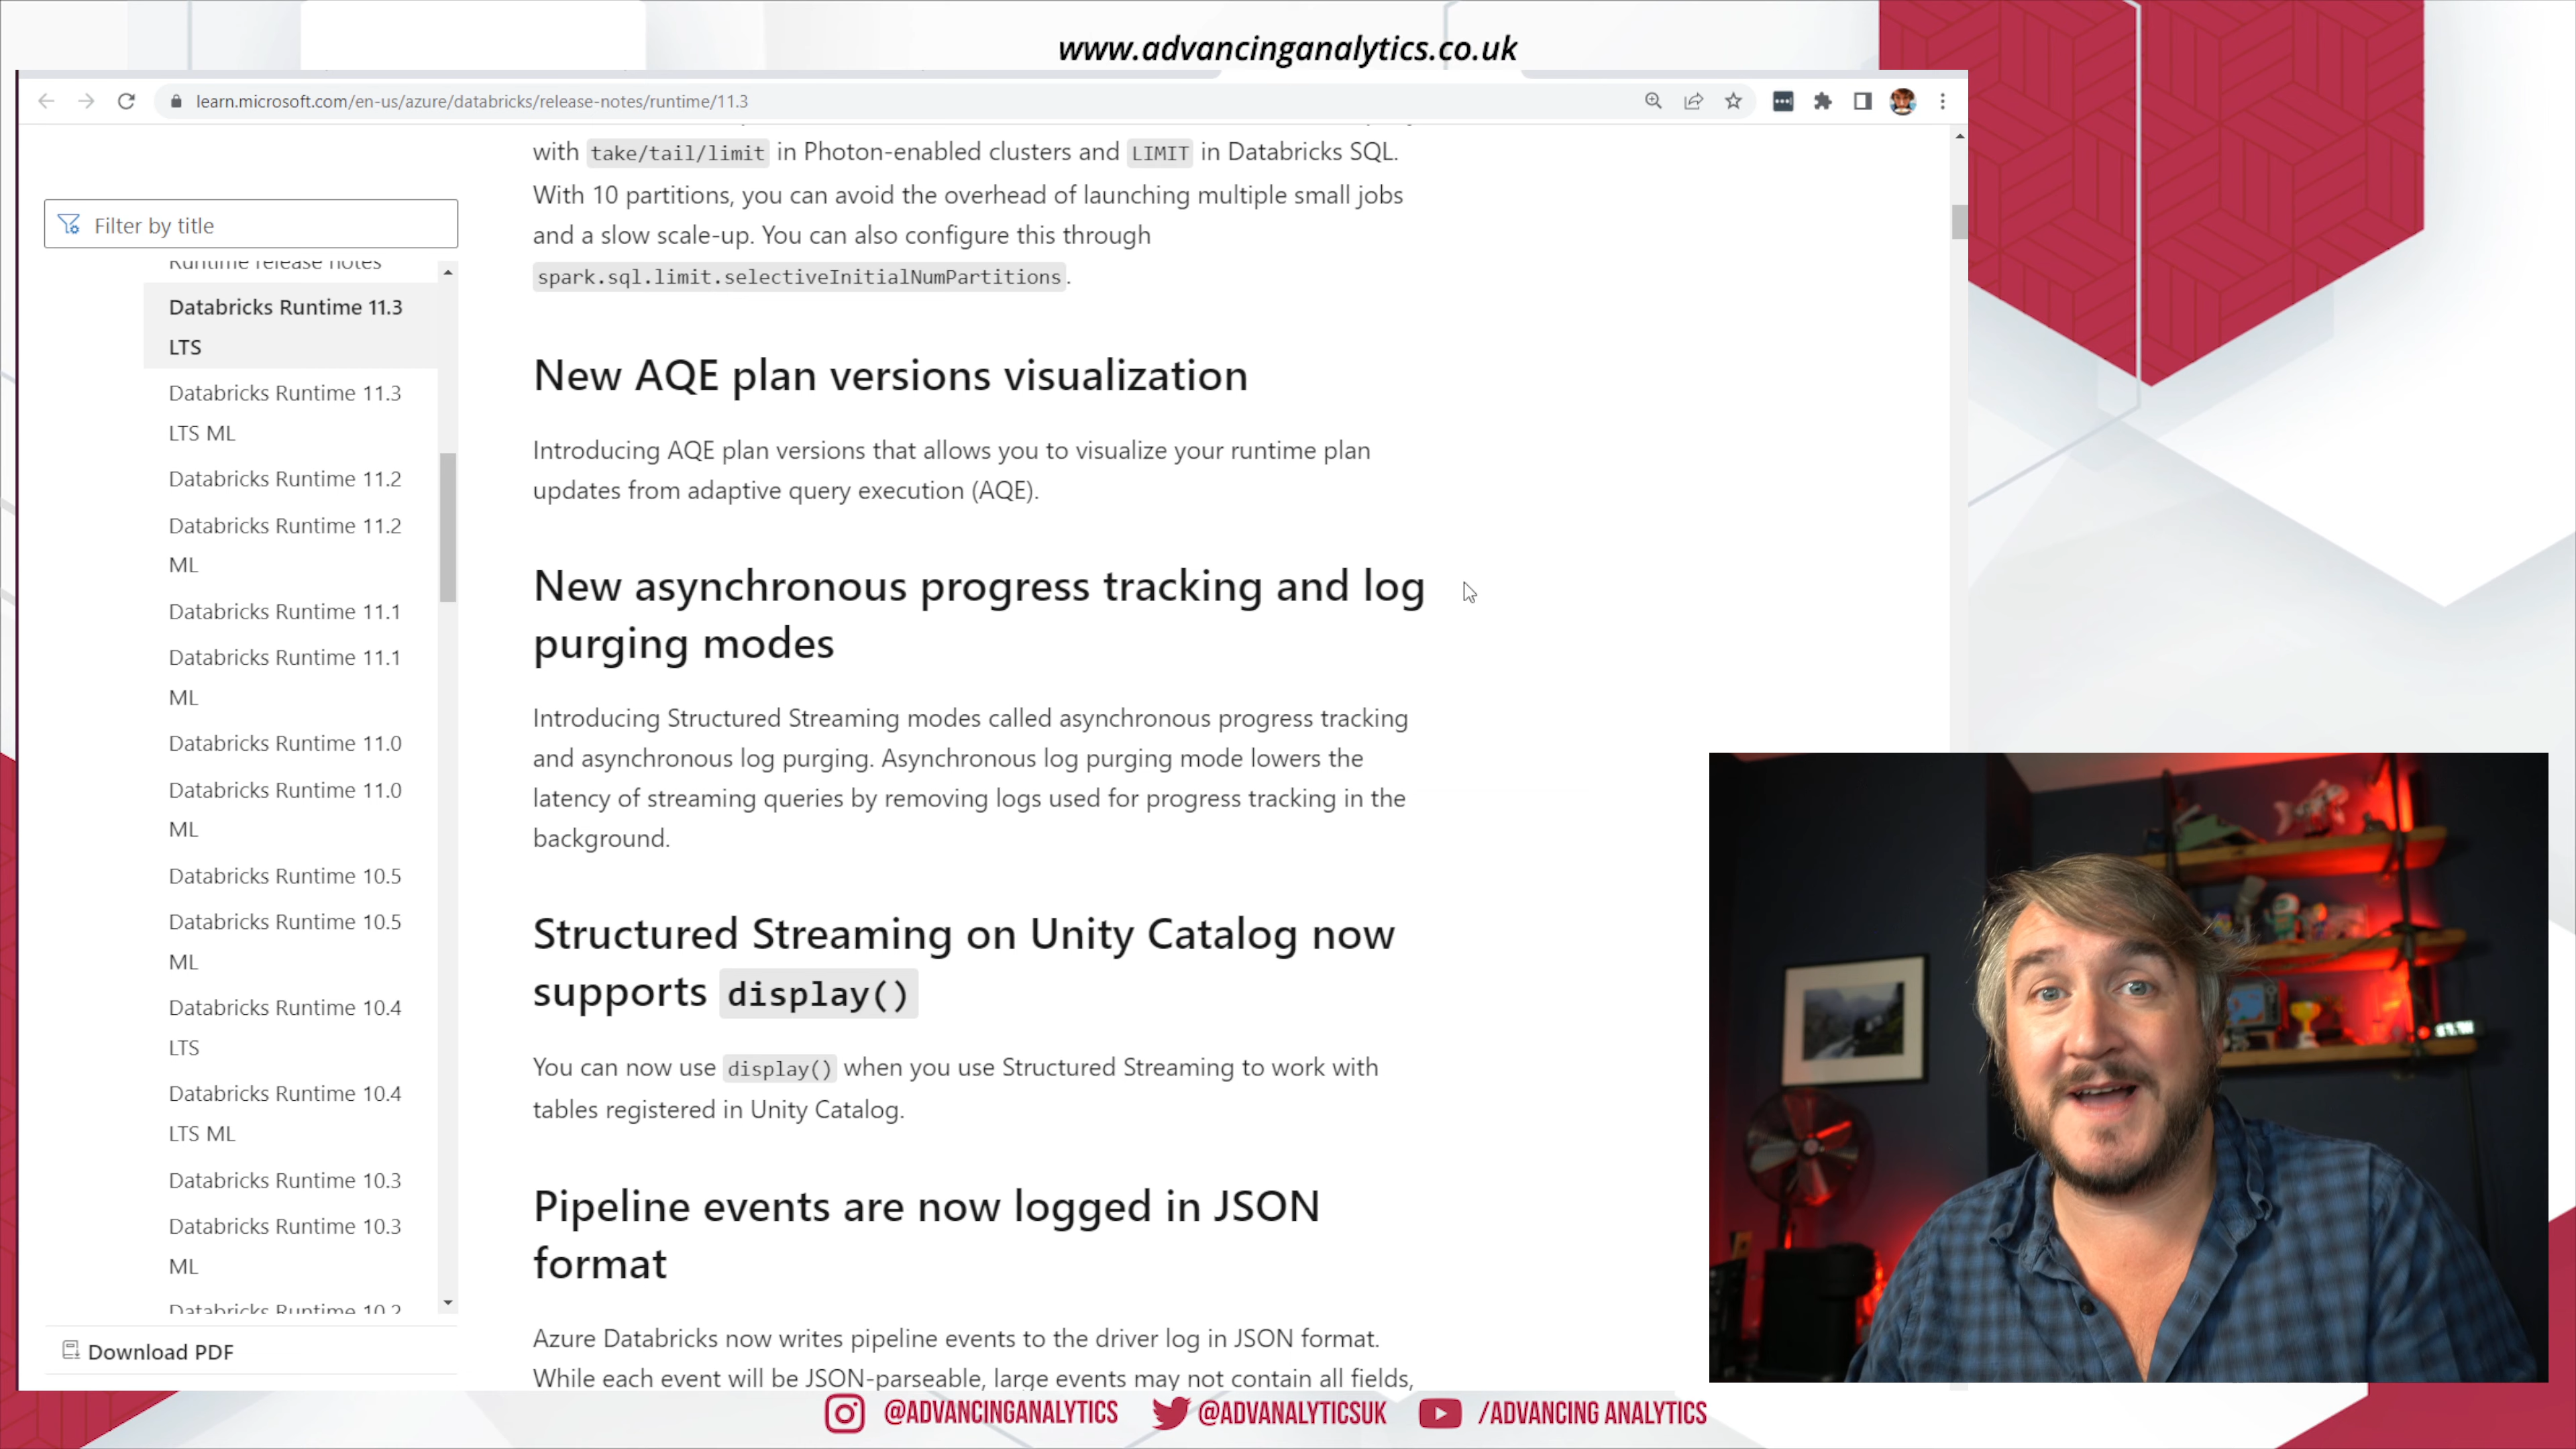 www.advancinganalytics.co.uk
learn.microsoft.com/en-us/azure/databricks/release-notes/runtime/11.3
Filter by title
Runtime release notes
Databricks Runtime 11.3
LTS
Databricks Runtime 11.3
LTS ML
Databricks Runtime 11.2
Databricks Runtime 11.2
ML
Databricks Runtime 11.1
Databricks Runtime 11.1
ML
Databricks Runtime 11.0
Databricks Runtime 11.0
ML
Databricks Runtime 10.5
Databricks Runtime 10.5
ML
Databricks Runtime 10.4
LTS
Databricks Runtime 10.4
LTS ML
Databricks Runtime 10.3
Databricks Runtime 10.3
ML
Databricks Runtime 10.2
Download PDF
with take/tail/limit in Photon-enabled clusters and LIMIT in Databricks SQL.
With 10 partitions, you can avoid the overhead of launching multiple small jobs
and a slow scale-up. You can also configure this through
spark.sql.limit.selectiveInitialNumPartitions.
New AQE plan versions visualization
Introducing AQE plan versions that allows you to visualize your runtime plan
updates from adaptive query execution (AQE).
New asynchronous progress tracking and log
purging modes
Introducing Structured Streaming modes called asynchronous progress tracking
and asynchronous log purging. Asynchronous log purging mode lowers the
latency of streaming queries by removing logs used for progress tracking in the
background.
Structured Streaming on Unity Catalog now
supports display()
You can now use display() when you use Structured Streaming to work with
tables registered in Unity Catalog.
Pipeline events are now logged in JSON
format
Azure Databricks now writes pipeline events to the driver log in JSON format.
While each event will be JSON-parseable, large events may not contain all fields,
@ADVANCINGANALYTICS
@ADVANALYTICSUK
/ADVANCING ANALYTICS